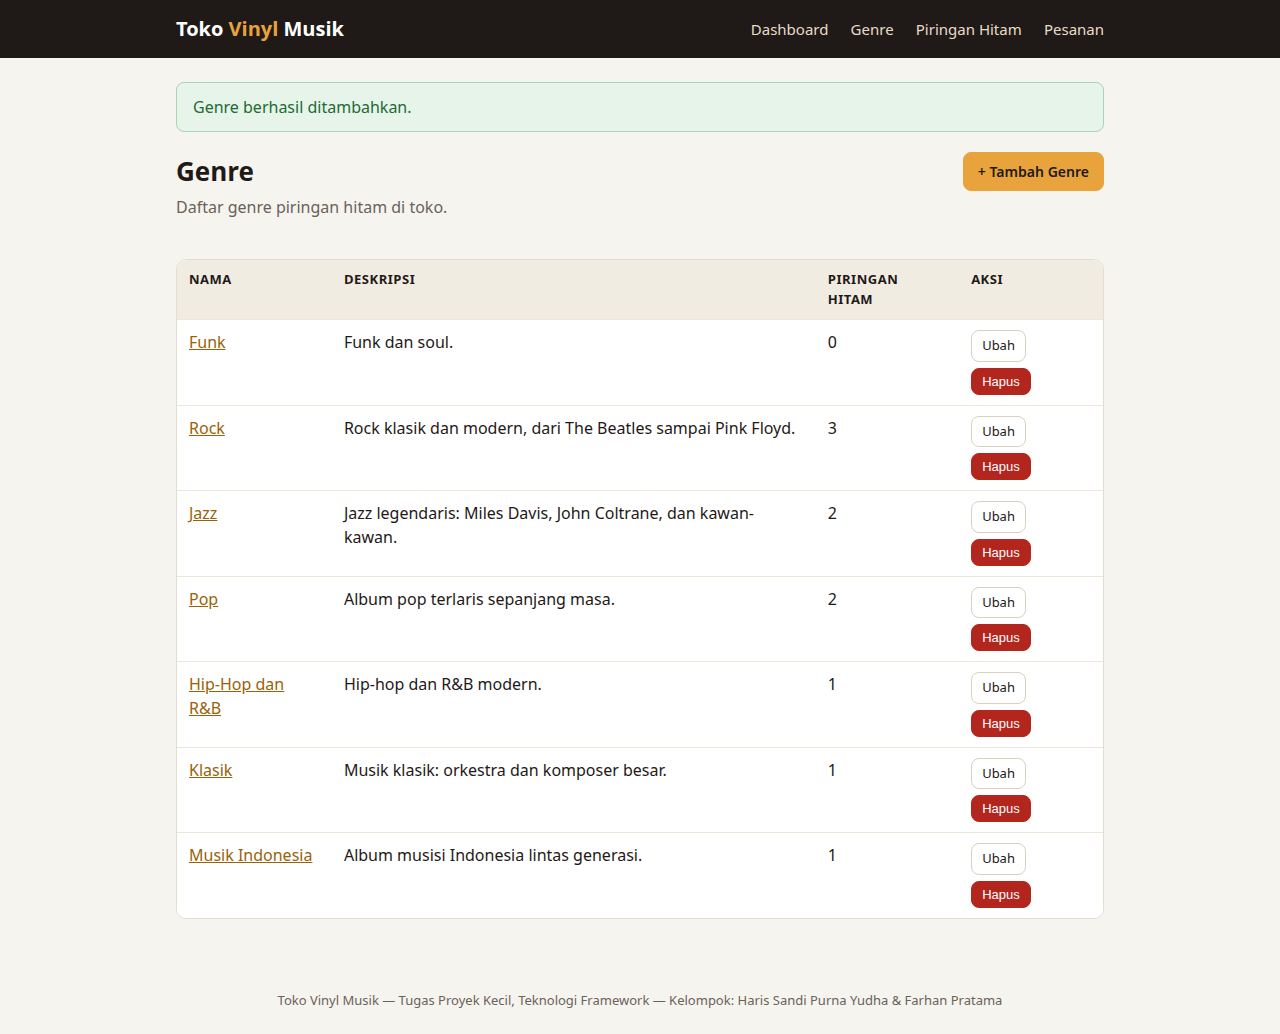 Toko Vinyl Musik
Dashboard Genre Piringan Hitam Pesanan
Genre berhasil ditambahkan.
Genre
+ Tambah Genre
Daftar genre piringan hitam di toko.
NAMA DESKRIPSI PIRINGAN HITAM AKSI
Funk Funk dan soul. 0 Ubah
Hapus
Rock Rock klasik dan modern, dari The Beatles sampai Pink Floyd. 3 Ubah
Hapus
Jazz Jazz legendaris: Miles Davis, John Coltrane, dan kawan-
kawan. 2 Ubah
Hapus
Pop Album pop terlaris sepanjang masa. 2 Ubah
Hapus
Hip-Hop dan
R&B Hip-hop dan R&B modern. 1 Ubah
Hapus
Klasik Musik klasik: orkestra dan komposer besar. 1 Ubah
Hapus
Musik Indonesia Album musisi Indonesia lintas generasi. 1 Ubah
Hapus
Toko Vinyl Musik — Tugas Proyek Kecil, Teknologi Framework — Kelompok: Haris Sandi Purna Yudha & Farhan Pratama